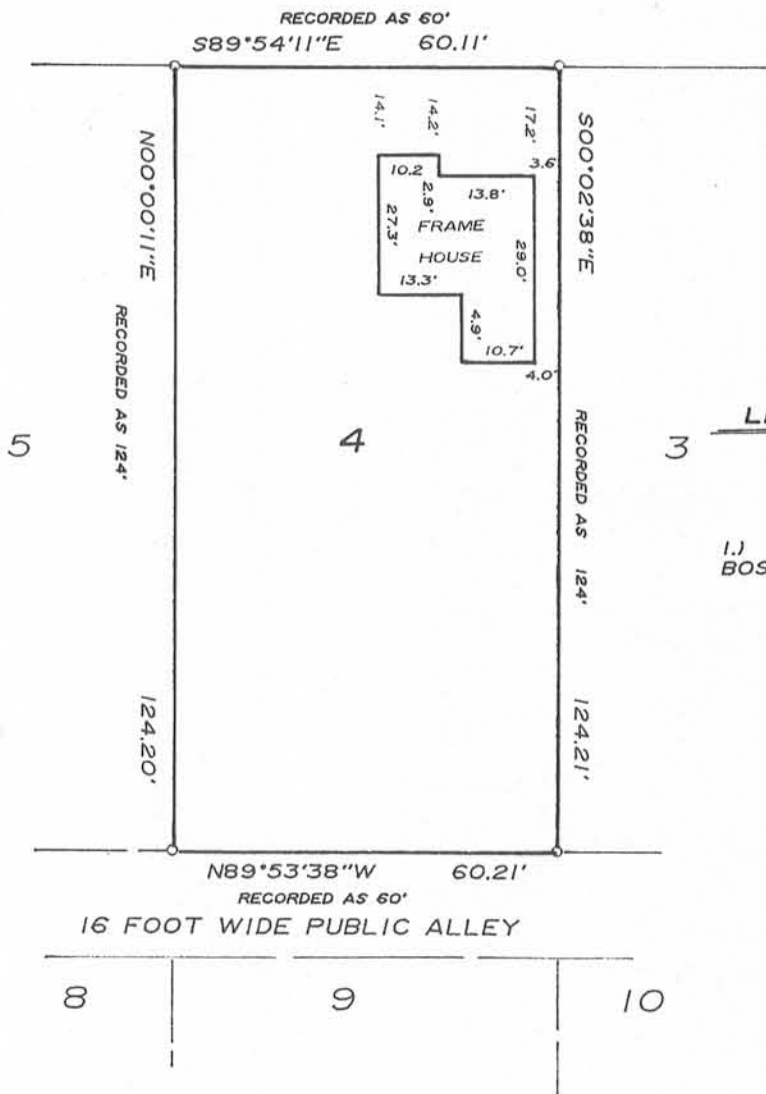 RECORDED AS 60'
S89°54'11"E 60.11'
14.1'
14.2'
17.2'
3.6'
N00°00'11"E
S00°02'38"E
10.2
2.9'
13.8'
27.3'
FRAME
HOUSE
29.0'
13.3'
4.9'
10.7'
4.0'
RECORDED AS 124'
RECORDED AS 124'
5
4
3
1.)
124.20'
124.21'
N89°53'38"W 60.21'
RECORDED AS 60'
16 FOOT WIDE PUBLIC ALLEY
8
9
10